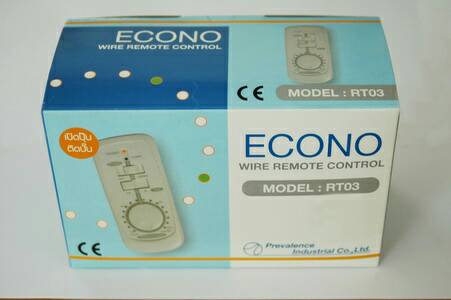 ECONO
WIRE REMOTE CONTROL
CE MODEL : RT03
เปิดปุ๊บ
ติดปั๊บ
ECONO
WIRE REMOTE CONTROL
MODEL : RT03
CE
Prevalence
Industrial Co.,Ltd.